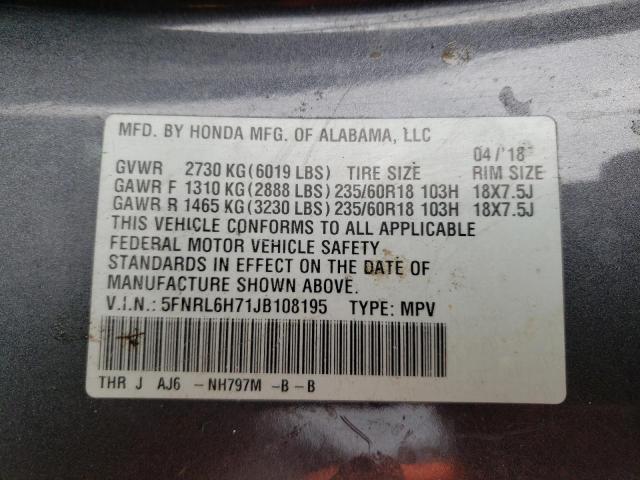 MFD. BY HONDA MFG. OF ALABAMA, LLC
04/'18
GVWR 2730 KG(6019 LBS) TIRE SIZE RIM SIZE
GAWR F 1310 KG(2888 LBS) 235/60R18 103H 18X7.5J
GAWR R 1465 KG(3230 LBS) 235/60R18 103H 18X7.5J
THIS VEHICLE CONFORMS TO ALL APPLICABLE
FEDERAL MOTOR VEHICLE SAFETY
STANDARDS IN EFFECT ON THE DATE OF
MANUFACTURE SHOWN ABOVE.
V.I.N.: 5FNRL6H71JB108195 TYPE: MPV
THR J AJ6 -NH797M -B-B